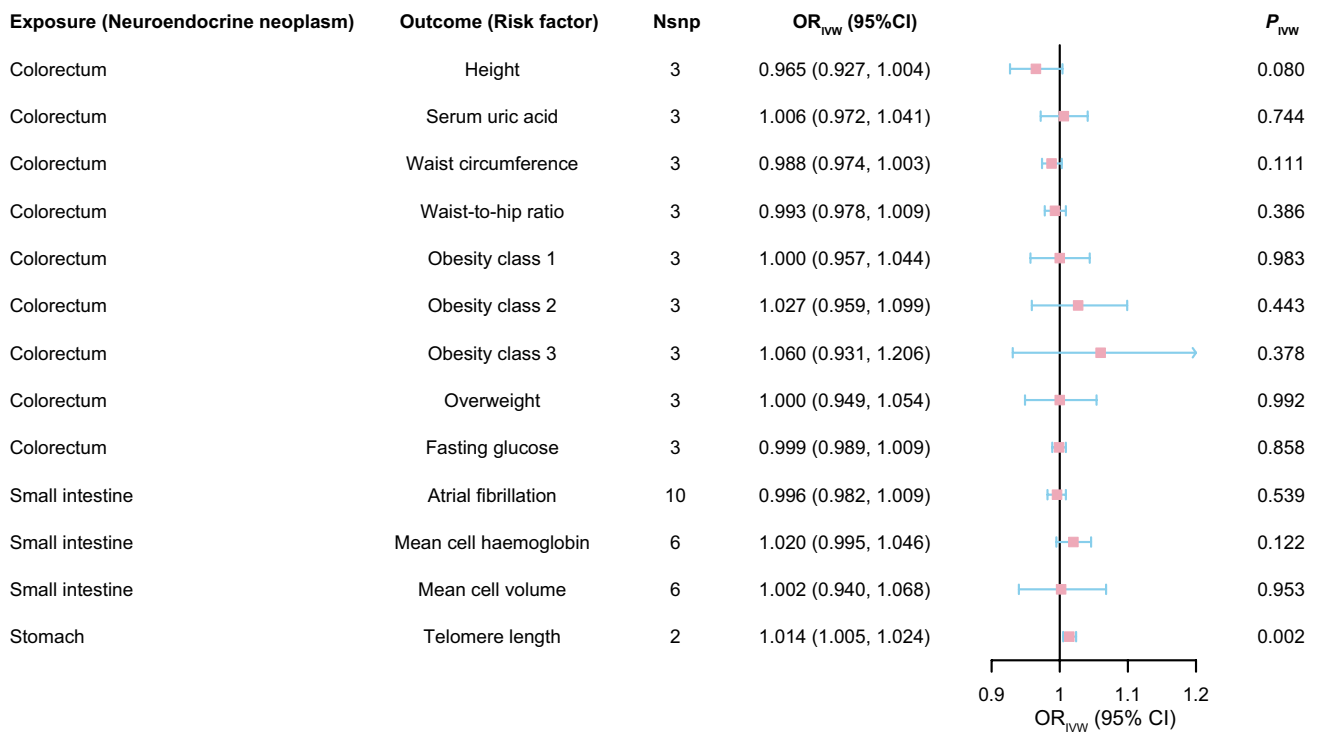 Exposure (Neuroendocrine neoplasm) Outcome (Risk factor) Nsnp OR_IVW (95%CI) P_IVW
Colorectum Height 3 0.965 (0.927, 1.004) 0.080
Colorectum Serum uric acid 3 1.006 (0.972, 1.041) 0.744
Colorectum Waist circumference 3 0.988 (0.974, 1.003) 0.111
Colorectum Waist-to-hip ratio 3 0.993 (0.978, 1.009) 0.386
Colorectum Obesity class 1 3 1.000 (0.957, 1.044) 0.983
Colorectum Obesity class 2 3 1.027 (0.959, 1.099) 0.443
Colorectum Obesity class 3 3 1.060 (0.931, 1.206) 0.378
Colorectum Overweight 3 1.000 (0.949, 1.054) 0.992
Colorectum Fasting glucose 3 0.999 (0.989, 1.009) 0.858
Small intestine Atrial fibrillation 10 0.996 (0.982, 1.009) 0.539
Small intestine Mean cell haemoglobin 6 1.020 (0.995, 1.046) 0.122
Small intestine Mean cell volume 6 1.002 (0.940, 1.068) 0.953
Stomach Telomere length 2 1.014 (1.005, 1.024) 0.002
0.9 1 1.1 1.2
OR_IVW (95% CI)